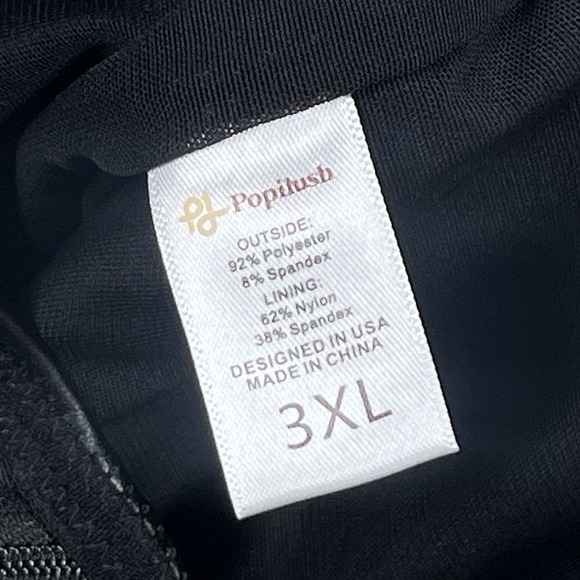 Popilush
OUTSIDE:
92% Polyester
8% Spandex
LINING:
62% Nylon
38% Spandex
DESIGNED IN USA
MADE IN CHINA
3XL